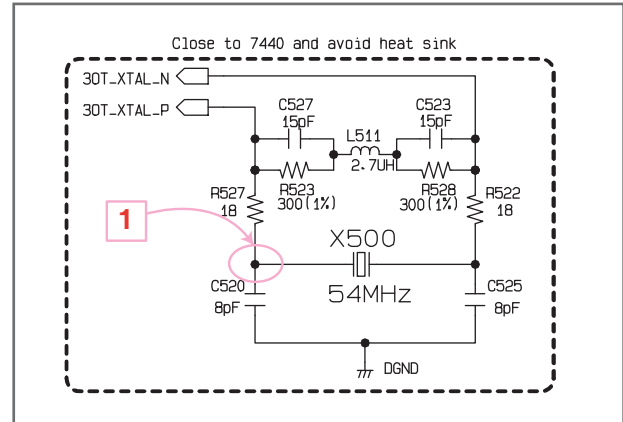 Close to 7440 and avoid heat sink
30T_XTAL_N
30T_XTAL_P
C527
15pF
C523
15pF
L511
2.7UH
R523
300(1%)
R528
300(1%)
R527
18
R522
18
1
X500
54MHz
C520
8pF
C525
8pF
DGND